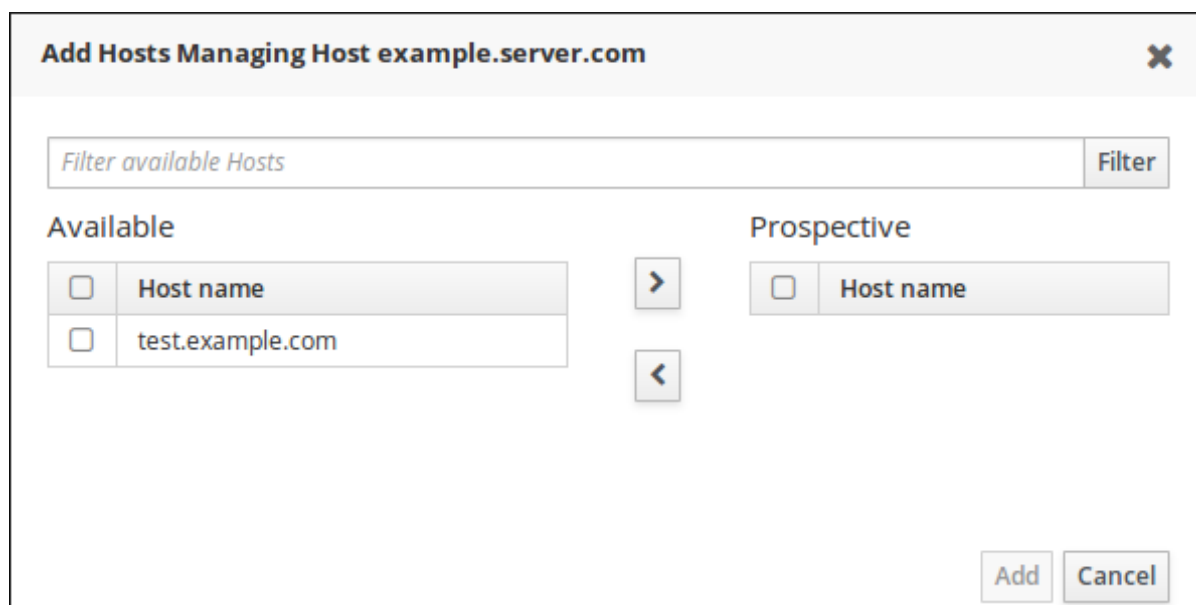 Add Hosts Managing Host example.server.com
Filter available Hosts
Filter
Available
Prospective
Host name
Host name
test.example.com
Add
Cancel